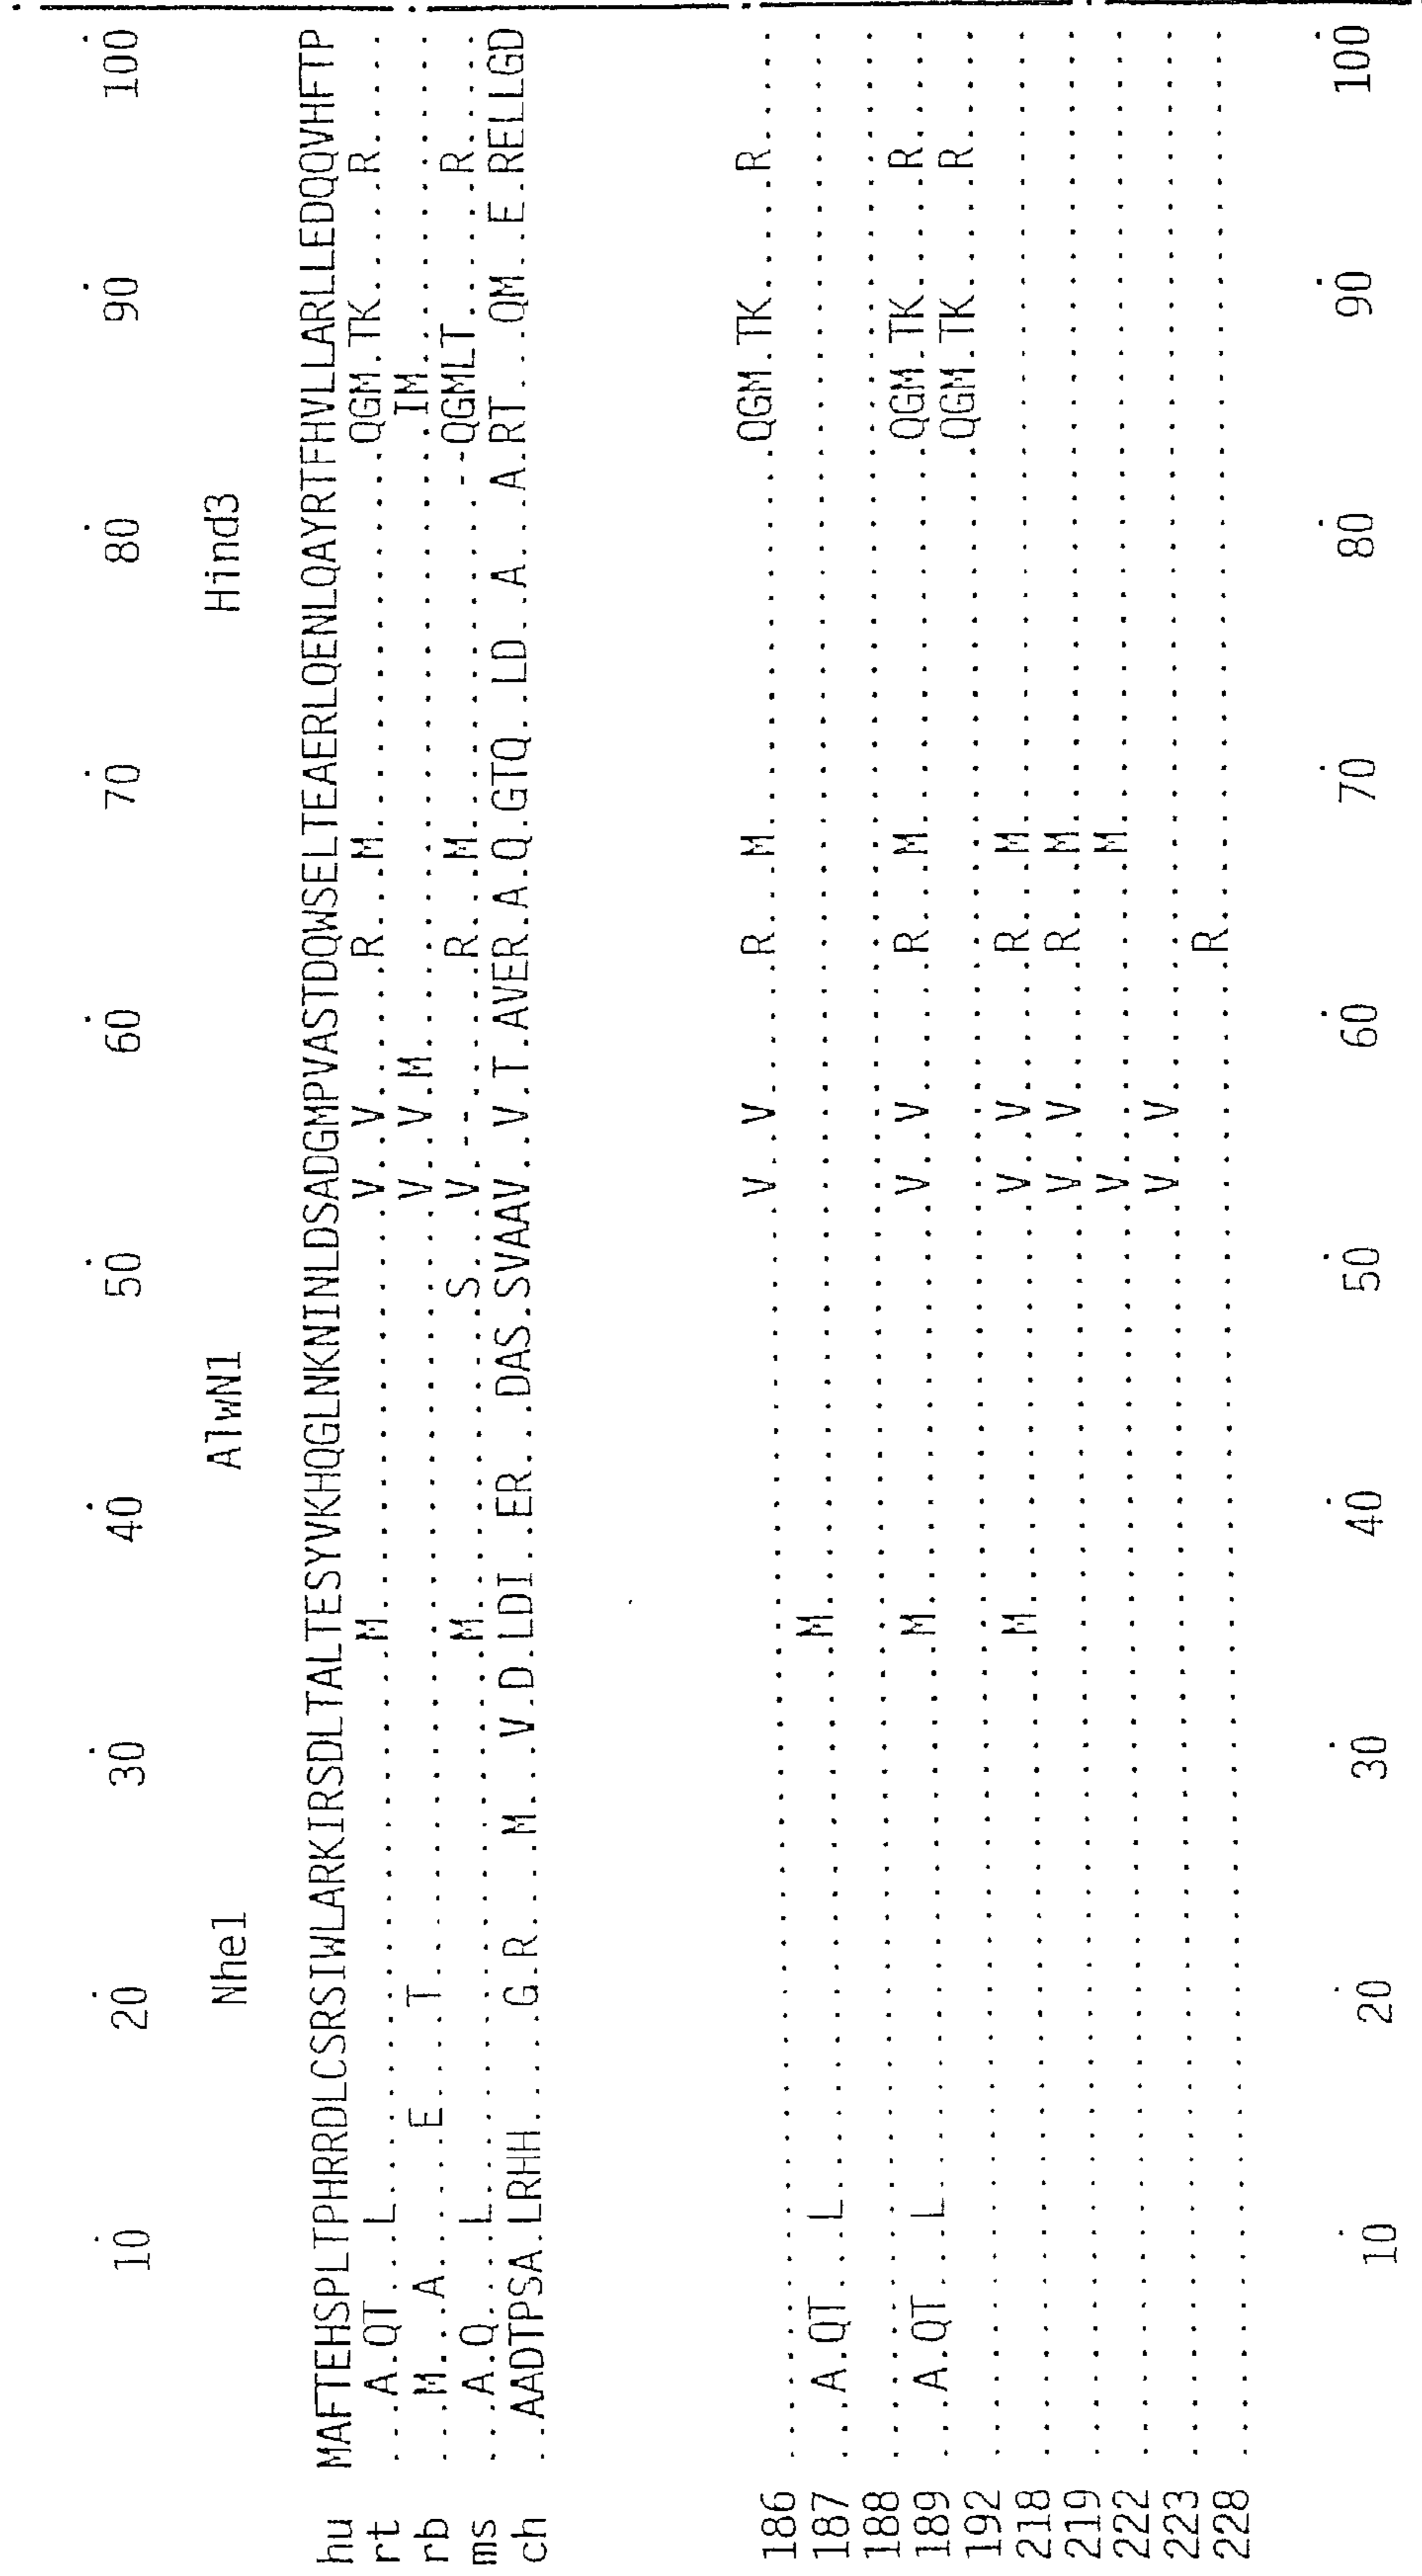 10 20 30 40 50 60 70 80 90 100
Nhe1 AlwN1 Hind3
hu MAFTEHSPLTPHRRDLCSRSIWLARKIRSDLTALTESYVKHQGLNKNINLDSADGMPVASTDQWSELTEAERLQENLQAYRTFHVLLARLLEDQQVHFTP
rt ...A.QT...L.......................M.................V..V......R...M................QGM.TK.....R.....
rb ...M...A......E....T................................V..V.M..........................IM..............
ms ...A.Q....L.......................M.............S...V.--......R...M..............--QGMLT......R.....
ch ..AADTPSA.LRHH.....G.R....M...V.D.LDI..ER...DAS.SVAAV..V.T.AVER.A.Q.GTQ..LD..A...A.RT...QM..E.RELLGD
186 ....................................................V..V......R...M................QGM.TK.....R.....
187 ...A.QT...L.......................M.................................................................
188 ....................................................................................................
189 ...A.QT...L.......................M.................V..V......R...M................QGM.TK.....R.....
192 ...................................................................................QGM.TK.....R.....
218 ..................................M.................V..V......R...M.................................
219 ....................................................V..V......R...M.................................
222 ....................................................V.............M.................................
223 ....................................................V..V............................................
228 ..............................................................R.....................................
10 20 30 40 50 60 70 80 90 100